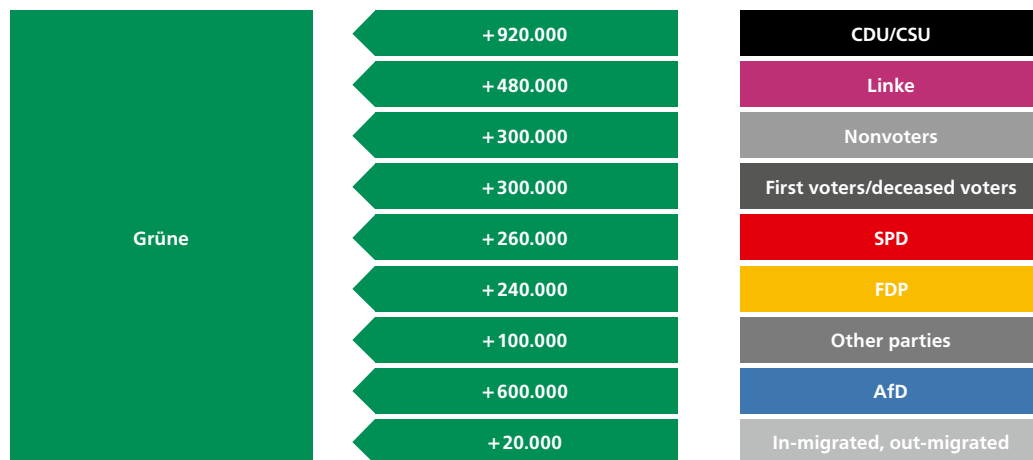 +920.000 CDU/CSU
+480.000 Linke
+300.000 Nonvoters
+300.000 First voters/deceased voters
Grüne +260.000 SPD
+240.000 FDP
+100.000 Other parties
+600.000 AfD
+20.000 In-migrated, out-migrated